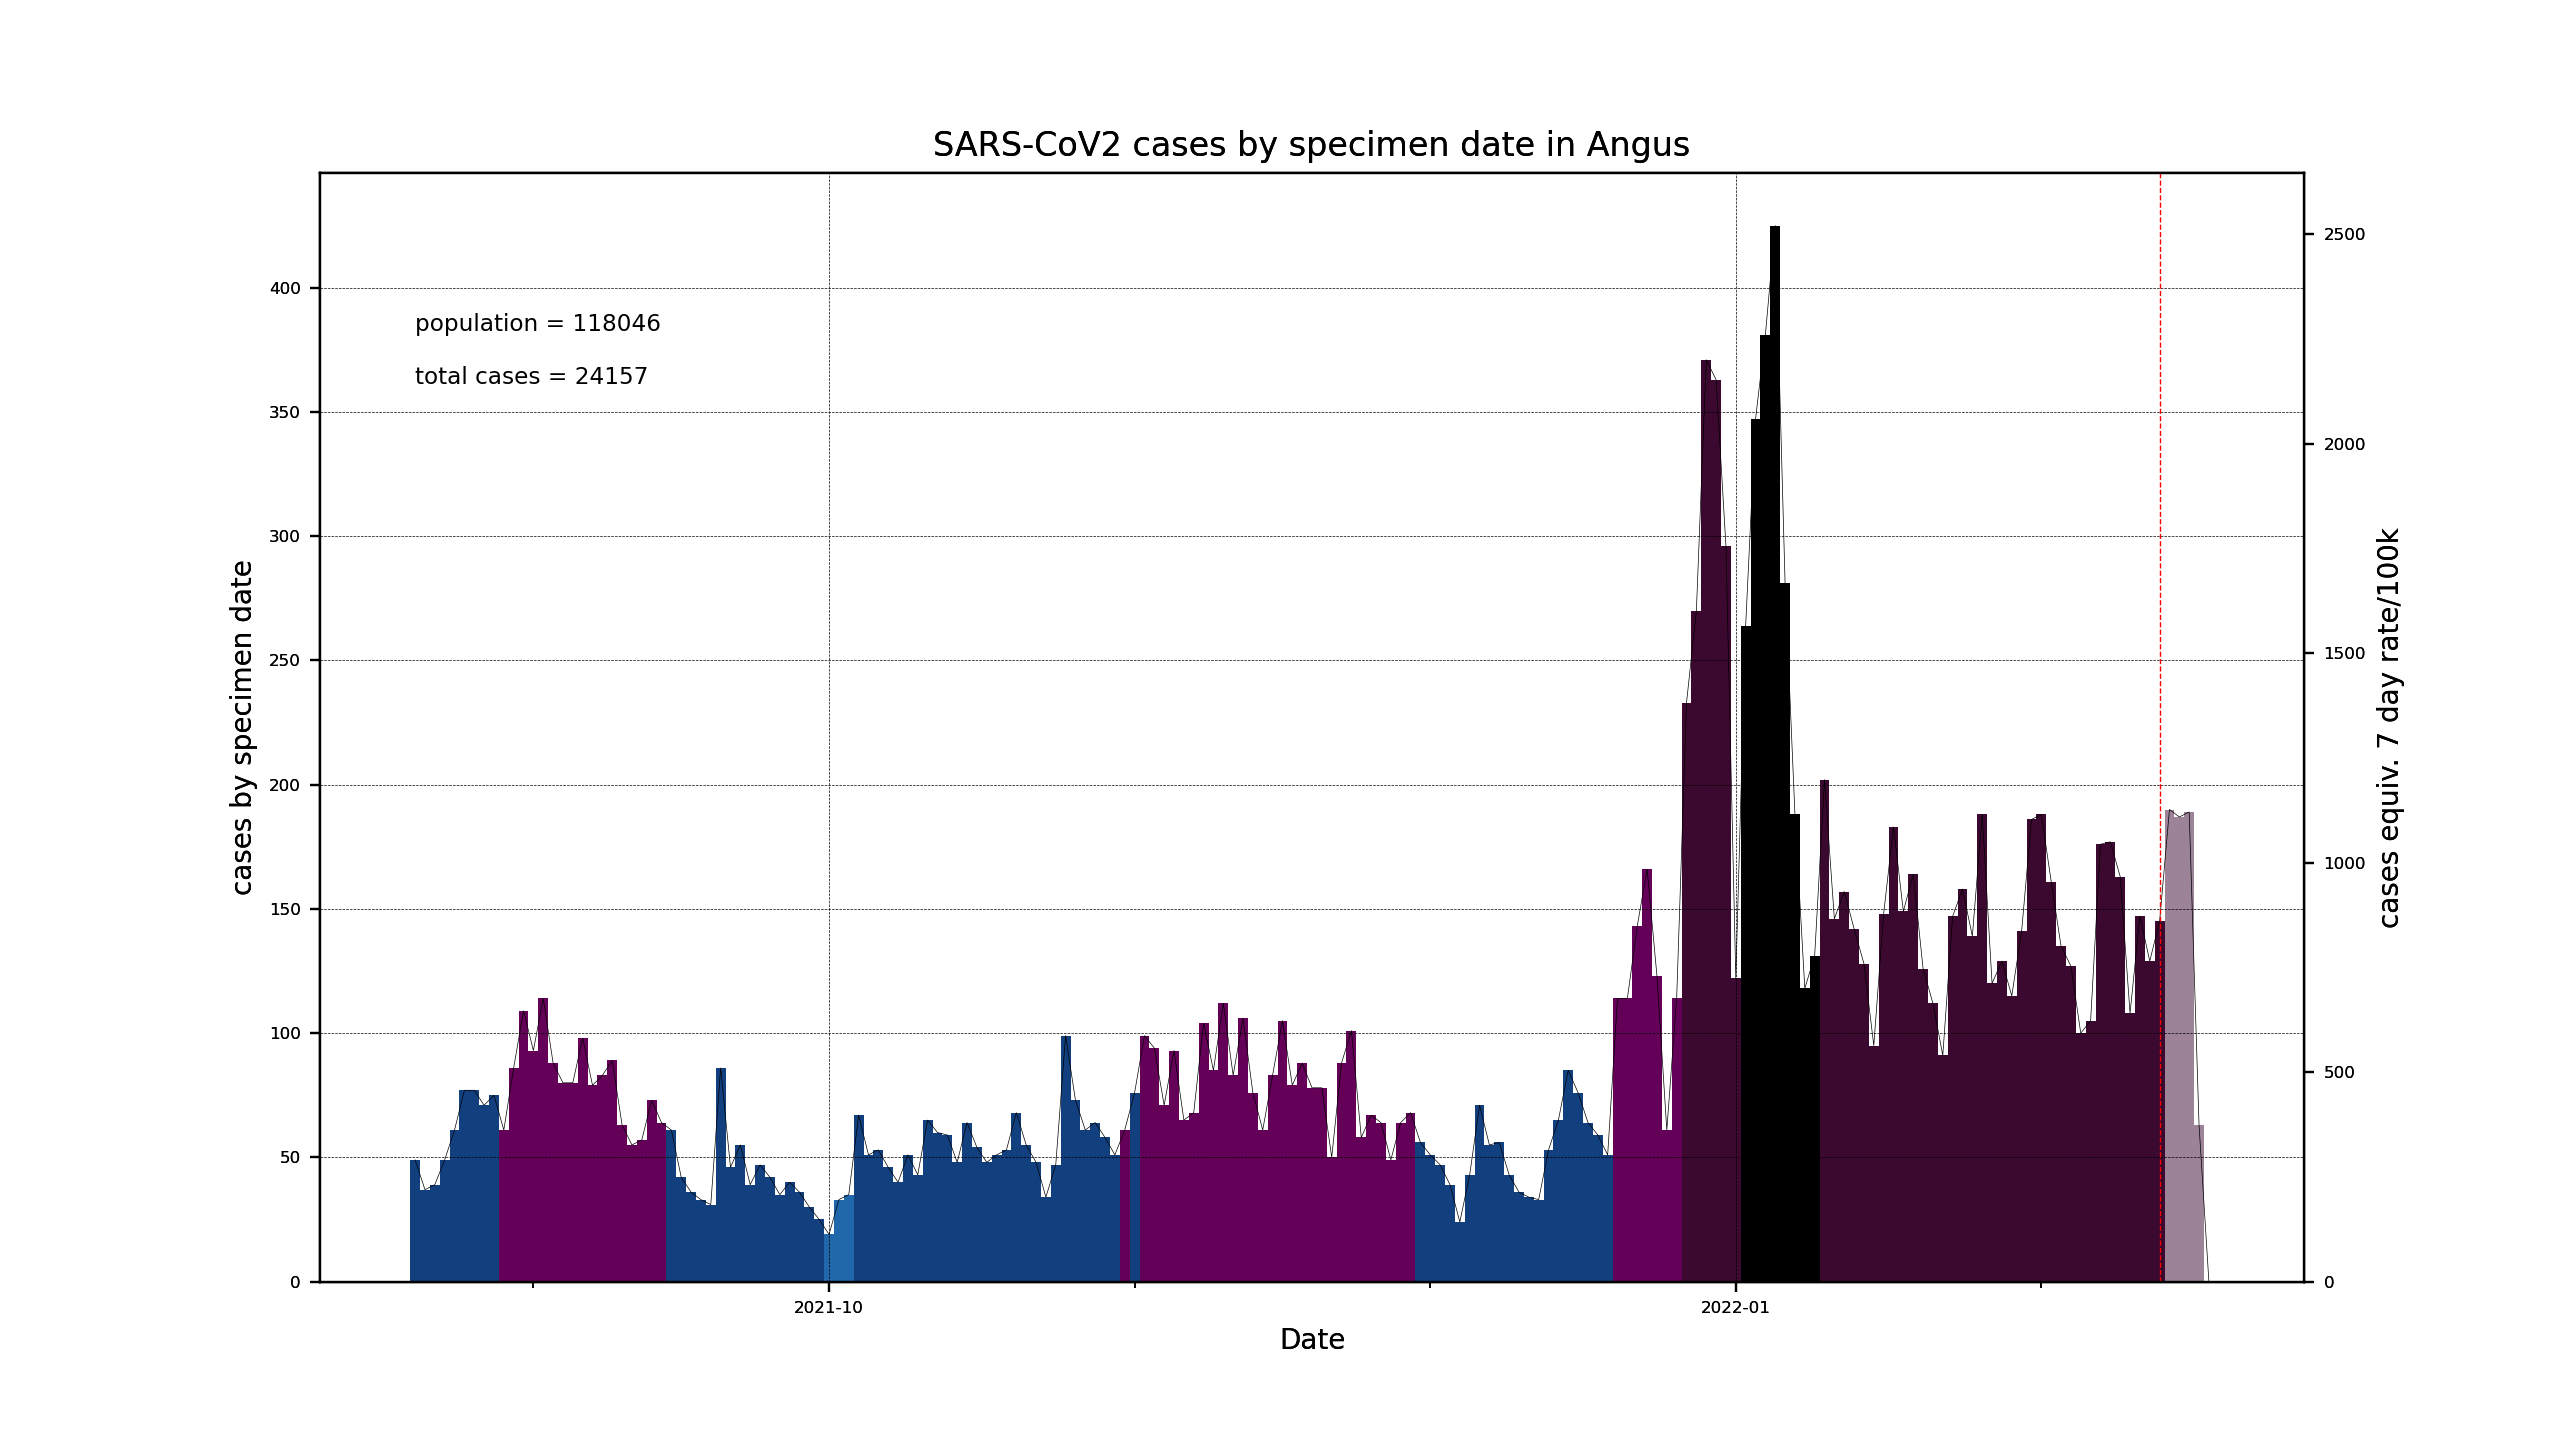 SARS-CoV2 cases by specimen date in Angus
population = 118046
total cases = 24157
cases by specimen date
400
350
300
250
200
150
100
50
0
2500
2000
1500
1000
500
0
cases equiv. 7 day rate/100k
2021-10
2022-01
Date